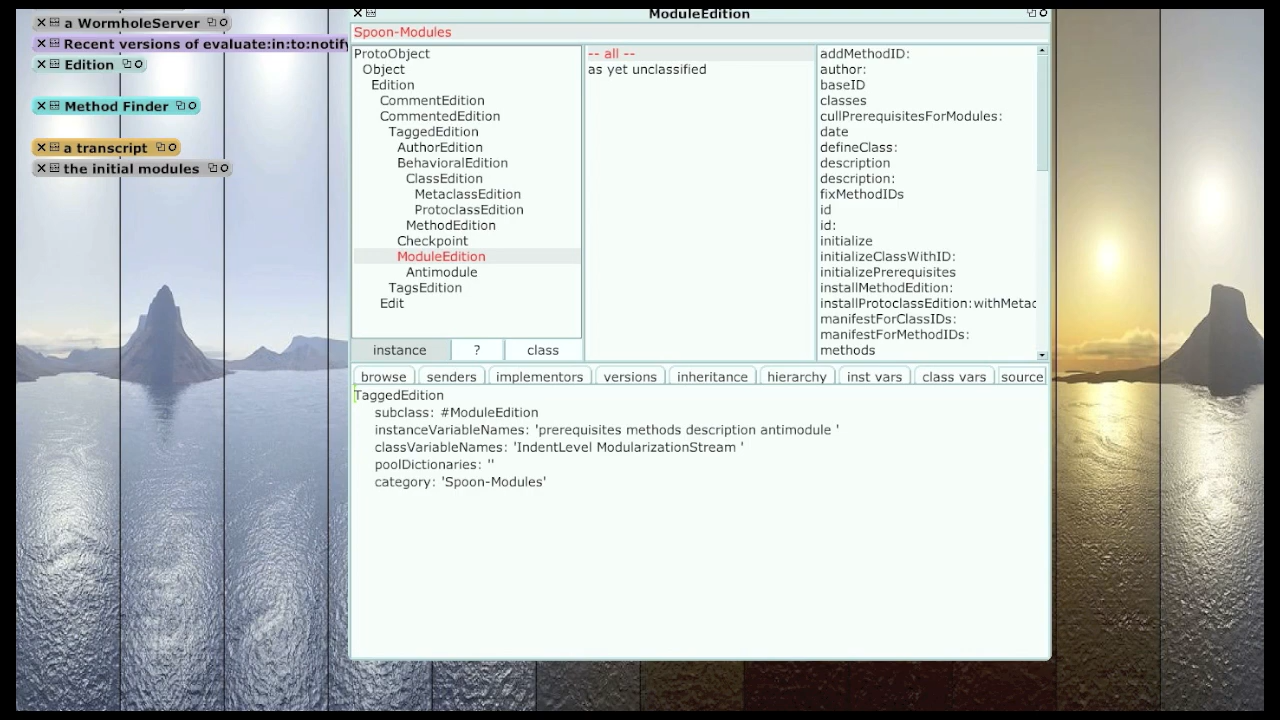 a WormholeServer
Recent versions of evaluate:in:to:notify
Edition
Method Finder
a transcript
the initial modules
ModuleEdition
Spoon-Modules
ProtoObject
Object
Edition
CommentEdition
CommentedEdition
TaggedEdition
AuthorEdition
BehavioralEdition
ClassEdition
MetaclassEdition
ProtoclassEdition
MethodEdition
Checkpoint
ModuleEdition
Antimodule
TagsEdition
Edit
instance
?
class
-- all --
as yet unclassified
addMethodID:
author:
baseID
classes
cullPrerequisitesForModules:
date
defineClass:
description
description:
fixMethodIDs
id
id:
initialize
initializeClassWithID:
initializePrerequisites
installMethodEdition:
installProtoclassEdition:withMetac
manifestForClassIDs:
manifestForMethodIDs:
methods
browse senders implementors versions inheritance hierarchy inst vars class vars source
TaggedEdition
subclass: #ModuleEdition
instanceVariableNames: 'prerequisites methods description antimodule '
classVariableNames: 'IndentLevel ModularizationStream '
poolDictionaries: ''
category: 'Spoon-Modules'